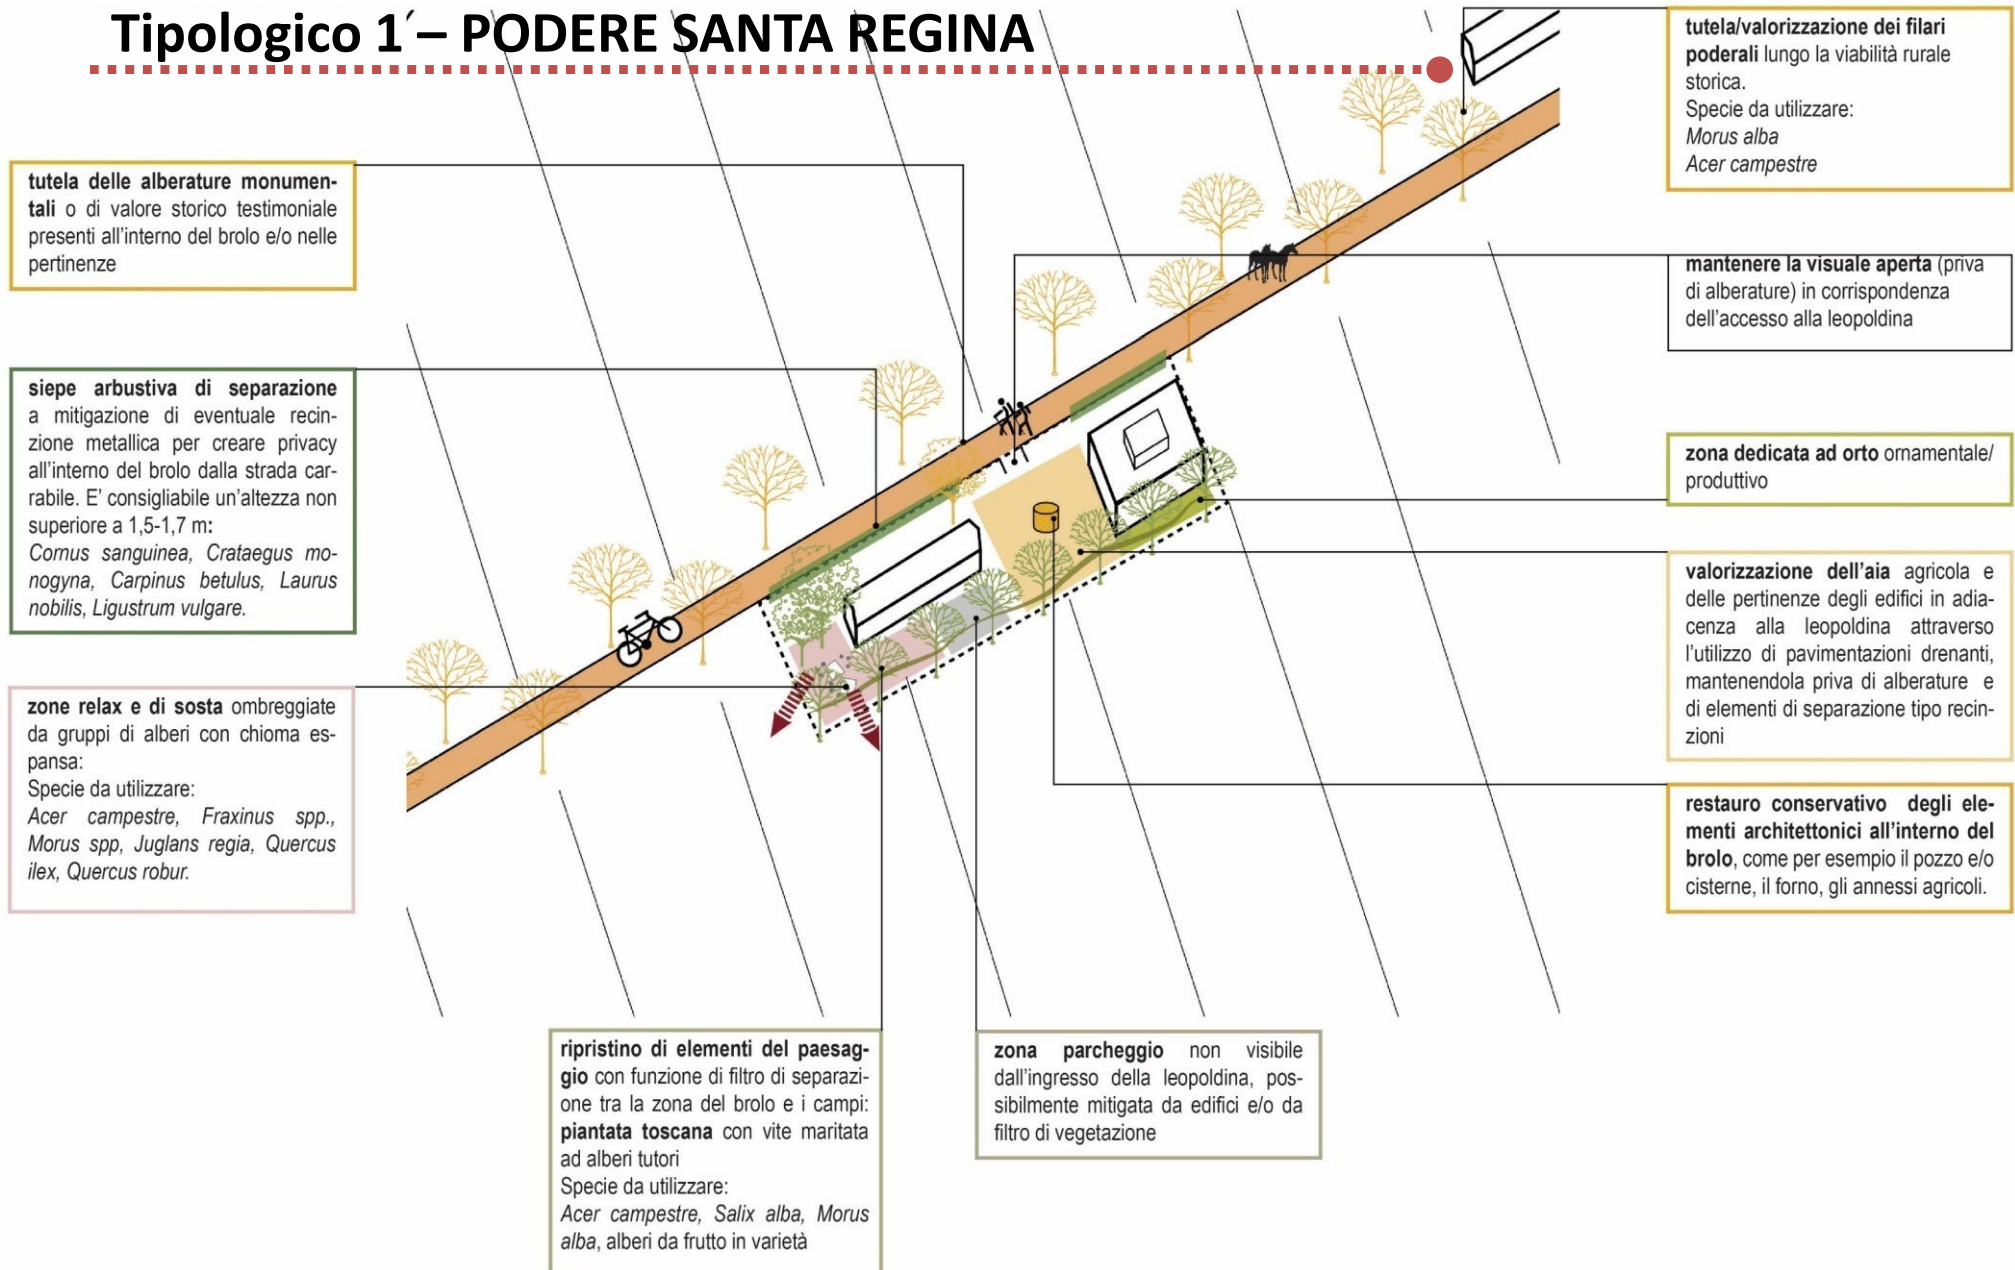 Tipologico 1 – PODERE SANTA REGINA
tutela delle alberature monumen-
tali o di valore storico testimoniale
presenti all'interno del brolo e/o nelle
pertinenze
siepe arbustiva di separazione
a mitigazione di eventuale recin-
zione metallica per creare privacy
all'interno del brolo dalla strada car-
rabile. E' consigliabile un'altezza non
superiore a 1,5-1,7 m:
Cornus sanguinea, Crataegus mo-
nogyna, Carpinus betulus, Laurus
nobilis, Ligustrum vulgare.
zone relax e di sosta ombreggiate
da gruppi di alberi con chioma es-
pansa:
Specie da utilizzare:
Acer campestre, Fraxinus spp.,
Morus spp, Juglans regia, Quercus
ilex, Quercus robur.
ripristino di elementi del paesag-
gio con funzione di filtro di separazi-
one tra la zona del brolo e i campi:
piantata toscana con vite maritata
ad alberi tutori
Specie da utilizzare:
Acer campestre, Salix alba, Morus
alba, alberi da frutto in varietà
zona parcheggio non visibile
dall'ingresso della leopoldina, pos-
sibilmente mitigata da edifici e/o da
filtro di vegetazione
tutela/valorizzazione dei filari
poderali lungo la viabilità rurale
storica.
Specie da utilizzare:
Morus alba
Acer campestre
mantenere la visuale aperta (priva
di alberature) in corrispondenza
dell'accesso alla leopoldina
zona dedicata ad orto ornamentale/
produttivo
valorizzazione dell'aia agricola e
delle pertinenze degli edifici in adia-
cenza alla leopoldina attraverso
l'utilizzo di pavimentazioni drenanti,
mantenendola priva di alberature e
di elementi di separazione tipo recin-
zioni
restauro conservativo degli ele-
menti architettonici all'interno del
brolo, come per esempio il pozzo e/o
cisterne, il forno, gli annessi agricoli.